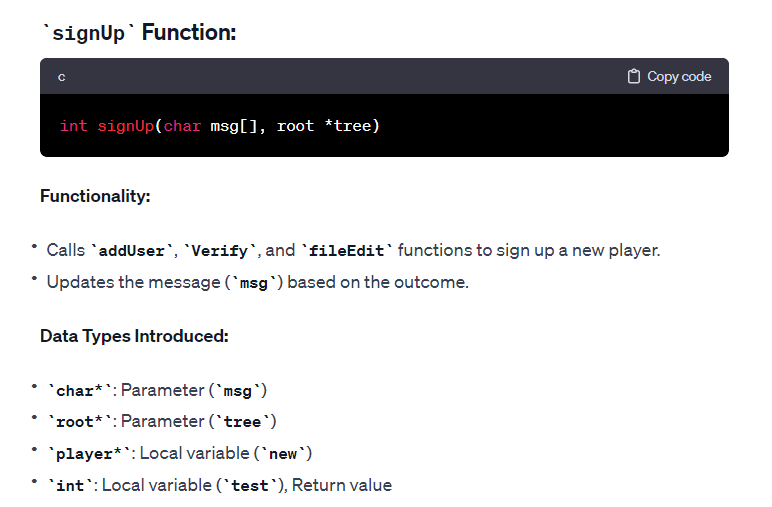 `signUp` Function:
c
Copy code
int signUp(char msg[], root *tree)
Functionality:
• Calls `addUser`, `Verify`, and `fileEdit` functions to sign up a new player.
• Updates the message (`msg`) based on the outcome.
Data Types Introduced:
• `char*`: Parameter (`msg`)
• `root*`: Parameter (`tree`)
• `player*`: Local variable (`new`)
• `int`: Local variable (`test`), Return value